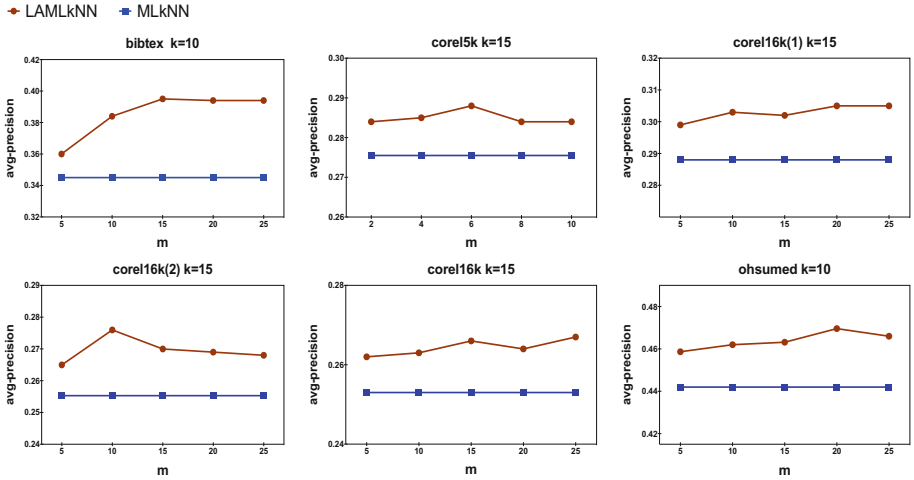 LAMLkNN MLkNN
bibtex k=10
avg-precision
0.42
0.40
0.38
0.36
0.34
0.32
5 10 15 20 25
m
corel5k k=15
avg-precision
0.30
0.29
0.28
0.27
0.26
2 4 6 8 10
m
corel16k(1) k=15
avg-precision
0.32
0.31
0.30
0.29
0.28
5 10 15 20 25
m
corel16k(2) k=15
avg-precision
0.29
0.28
0.27
0.26
0.25
0.24
5 10 15 20 25
m
corel16k k=15
avg-precision
0.28
0.26
0.24
5 10 15 20 25
m
ohsumed k=10
avg-precision
0.48
0.46
0.44
0.42
5 10 15 20 25
m